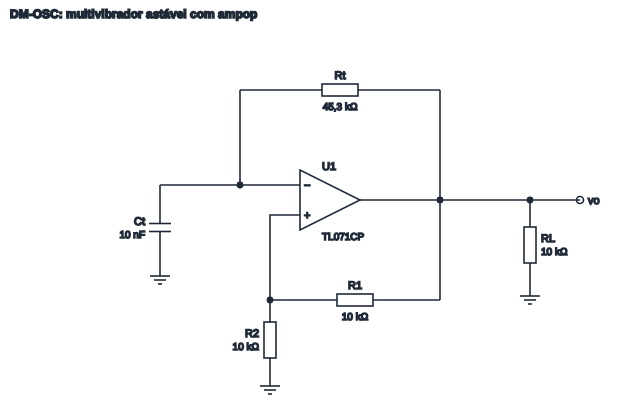 DM-OSC: multivibrador astável com ampop
Rt
45,3 kΩ
U1
−
+
TL071CP
Ct
10 nF
vo
RL
10 kΩ
R1
10 kΩ
R2
10 kΩ